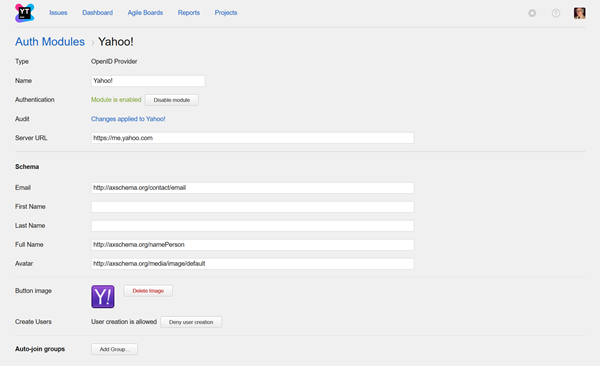 YT
Issues Dashboard Agile Boards Reports Projects
Auth Modules › Yahoo!
Type OpenID Provider
Name Yahoo!
Authentication Module is enabled Disable module
Audit Changes applied to Yahoo!
Server URL https://me.yahoo.com
Schema
Email http://axschema.org/contact/email
First Name
Last Name
Full Name http://axschema.org/namePerson
Avatar http://axschema.org/media/image/default
Button image Y! Delete Image
Create Users User creation is allowed Deny user creation
Auto-join groups Add Group...